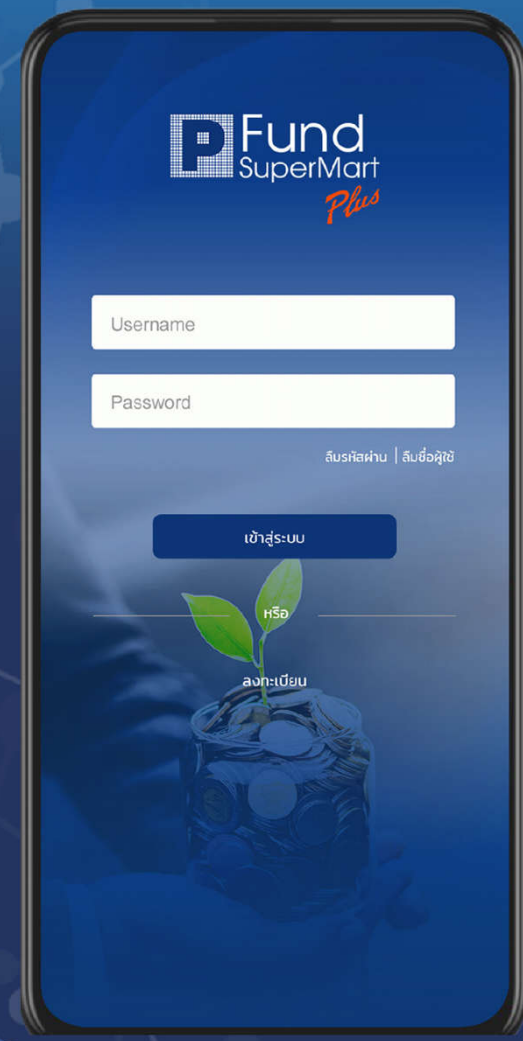 P Fund
SuperMart
Plus
Username
Password
ลืมรหัสผ่าน | ลืมชื่อผู้ใช้
เข้าสู่ระบบ
หรือ
ลงทะเบียน